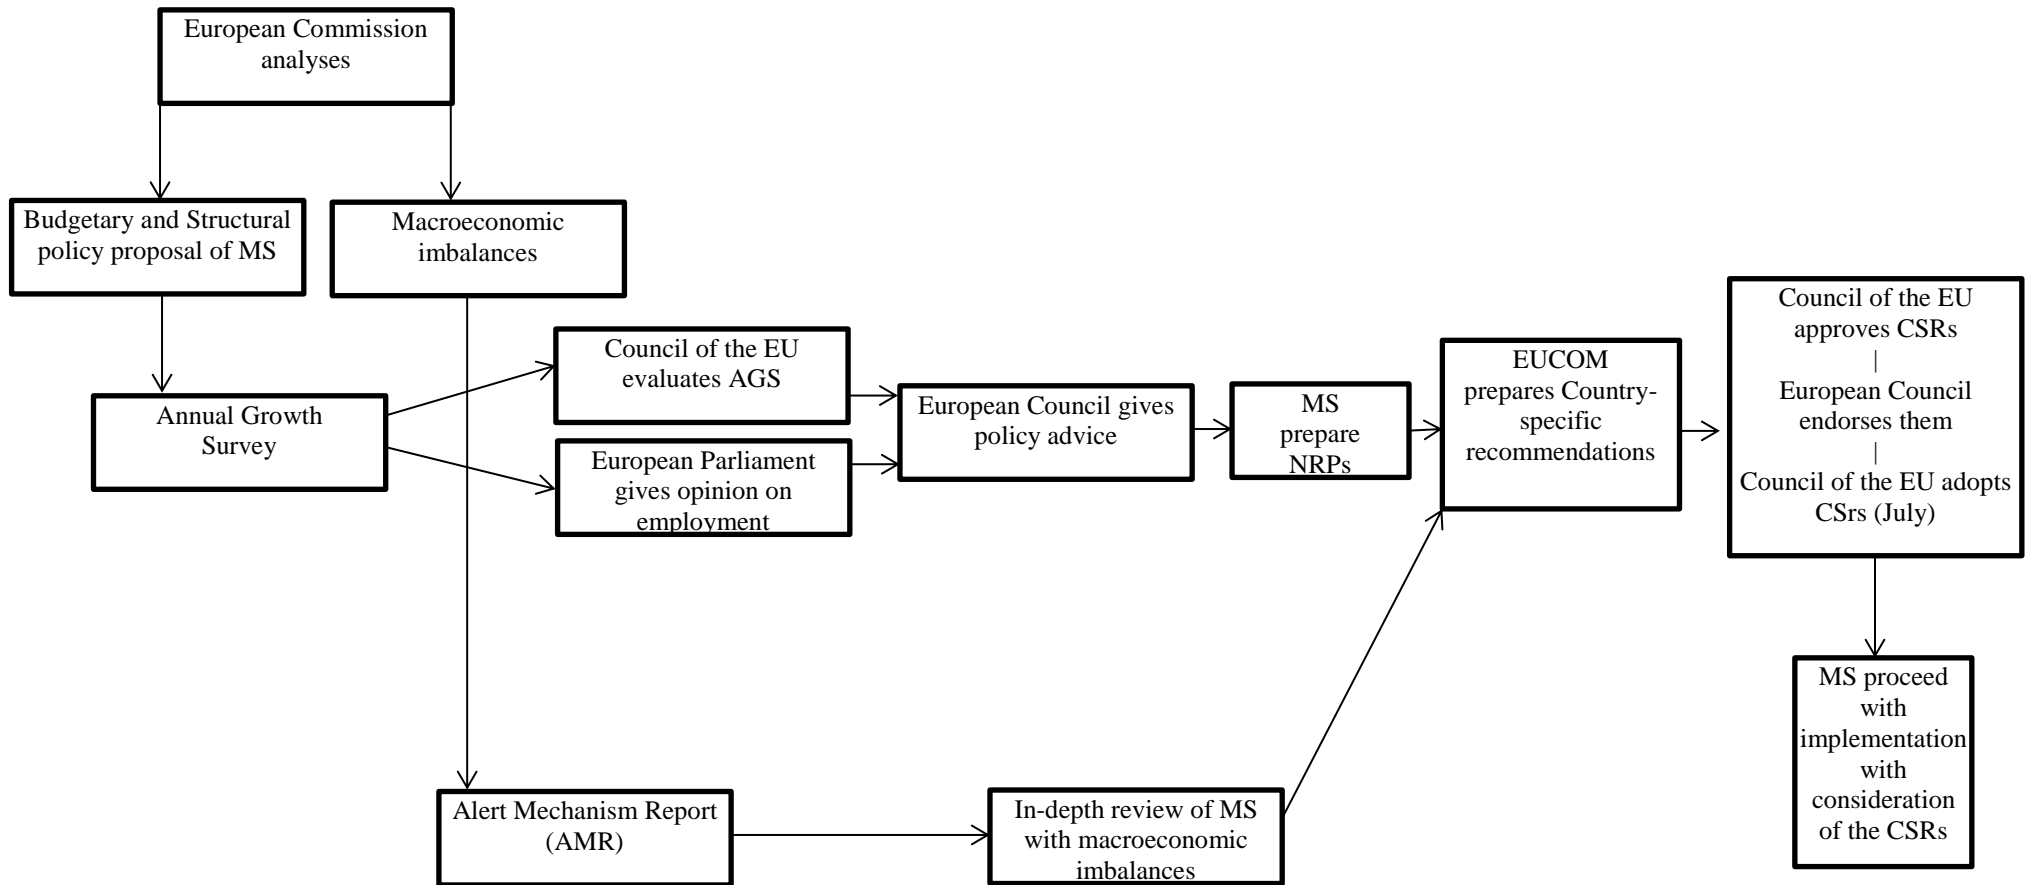 European Commission
analyses
Budgetary and Structural
policy proposal of MS
Macroeconomic
imbalances
Annual Growth
Survey
Council of the EU
evaluates AGS
European Parliament
gives opinion on
employment
European Council gives
policy advice
MS
prepare
NRPs
EUCOM
prepares Country-
specific
recommendations
Council of the EU
approves CSRs
|
European Council
endorses them
|
Council of the EU adopts
CSrs (July)
MS proceed
with
implementation
with
consideration
of the CSRs
Alert Mechanism Report
(AMR)
In-depth review of MS
with macroeconomic
imbalances